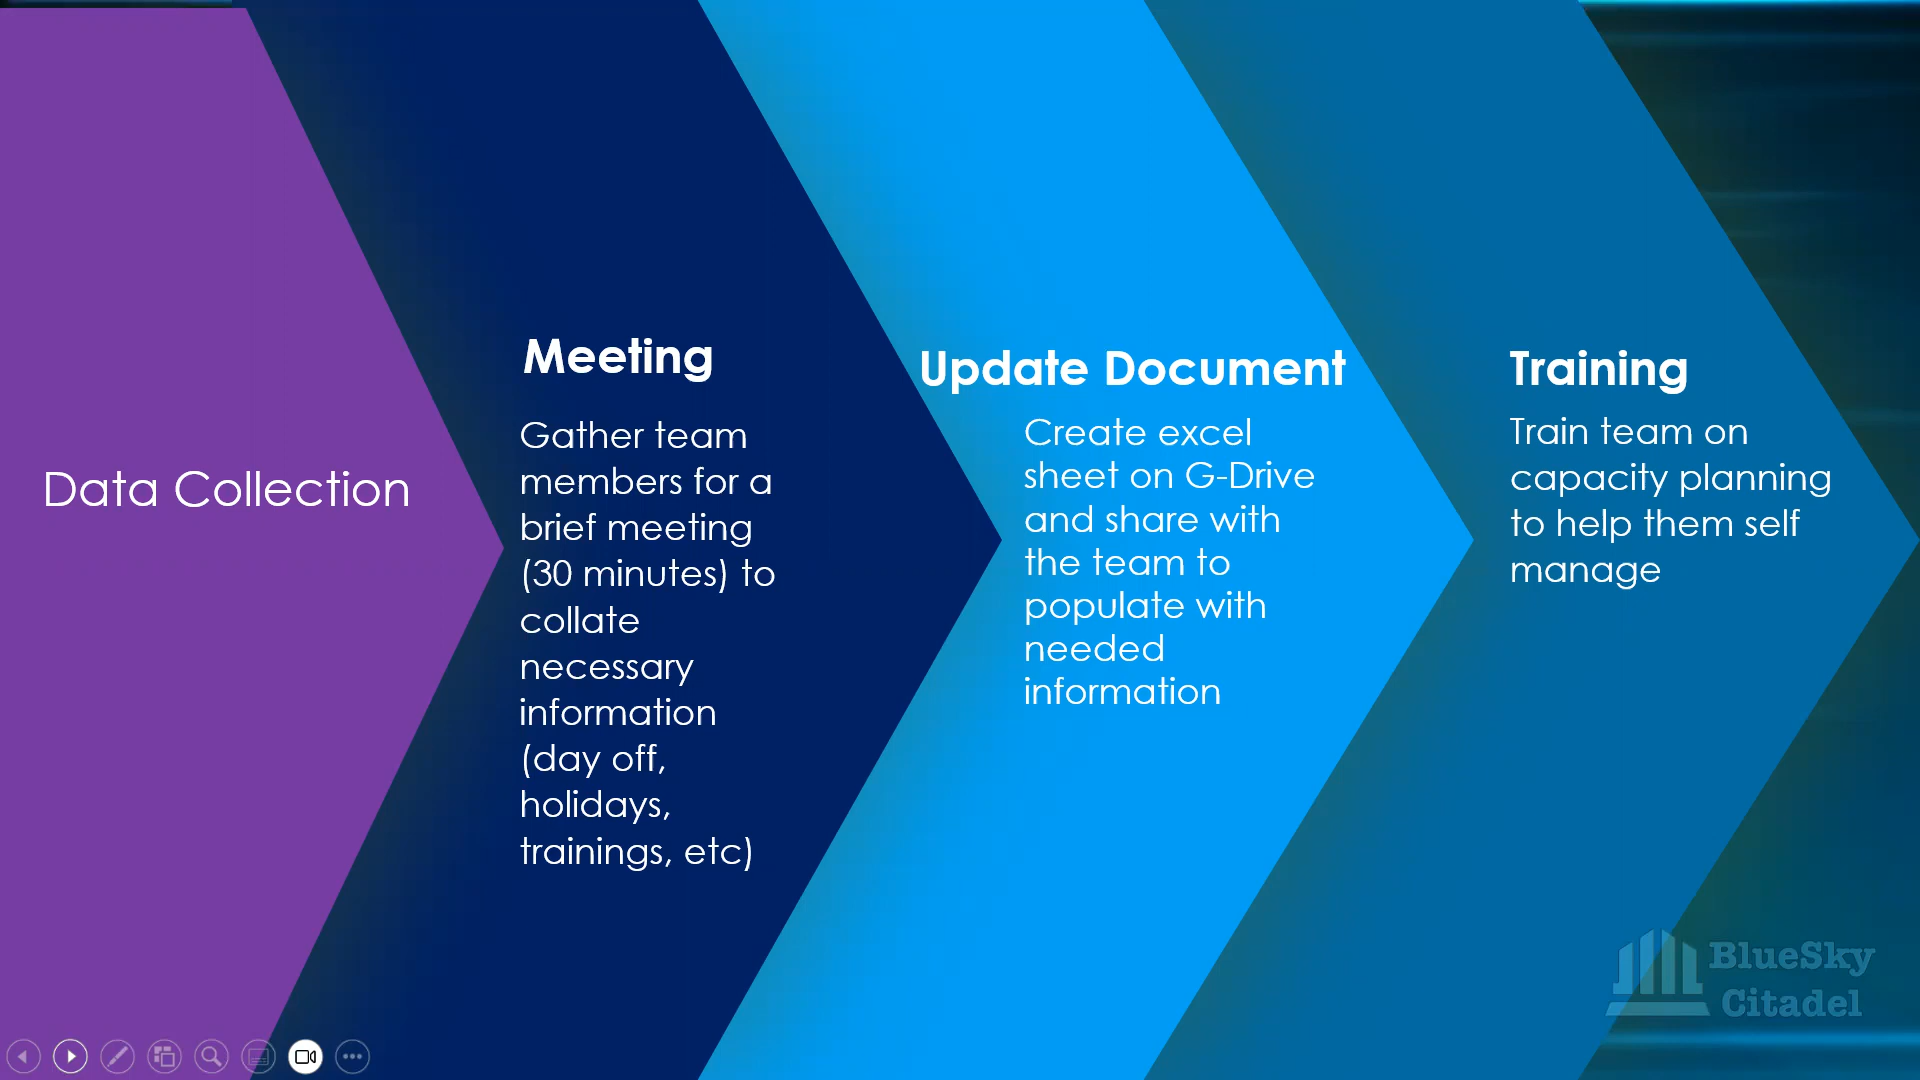 Data Collection
Meeting
Gather team
members for a
brief meeting
(30 minutes) to
collate
necessary
information
(day off,
holidays,
trainings, etc)
Update Document
Create excel
sheet on G-Drive
and share with
the team to
populate with
needed
information
Training
Train team on
capacity planning
to help them self
manage
BlueSky
Citadel